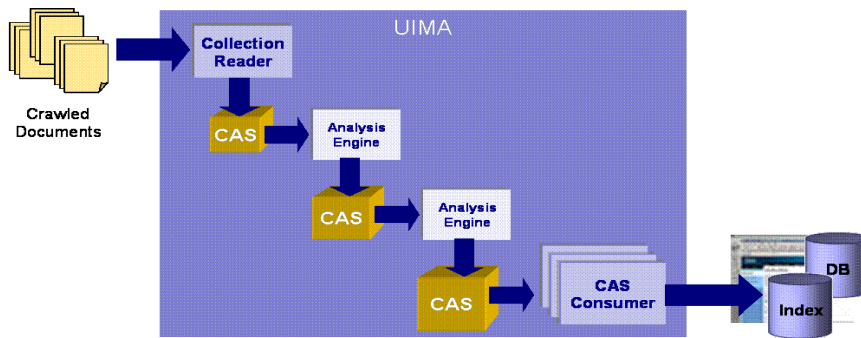 UIMA
Collection
Reader
Crawled
Documents
CAS
Analysis
Engine
CAS
Analysis
Engine
CAS
CAS
Consumer
DB
Index